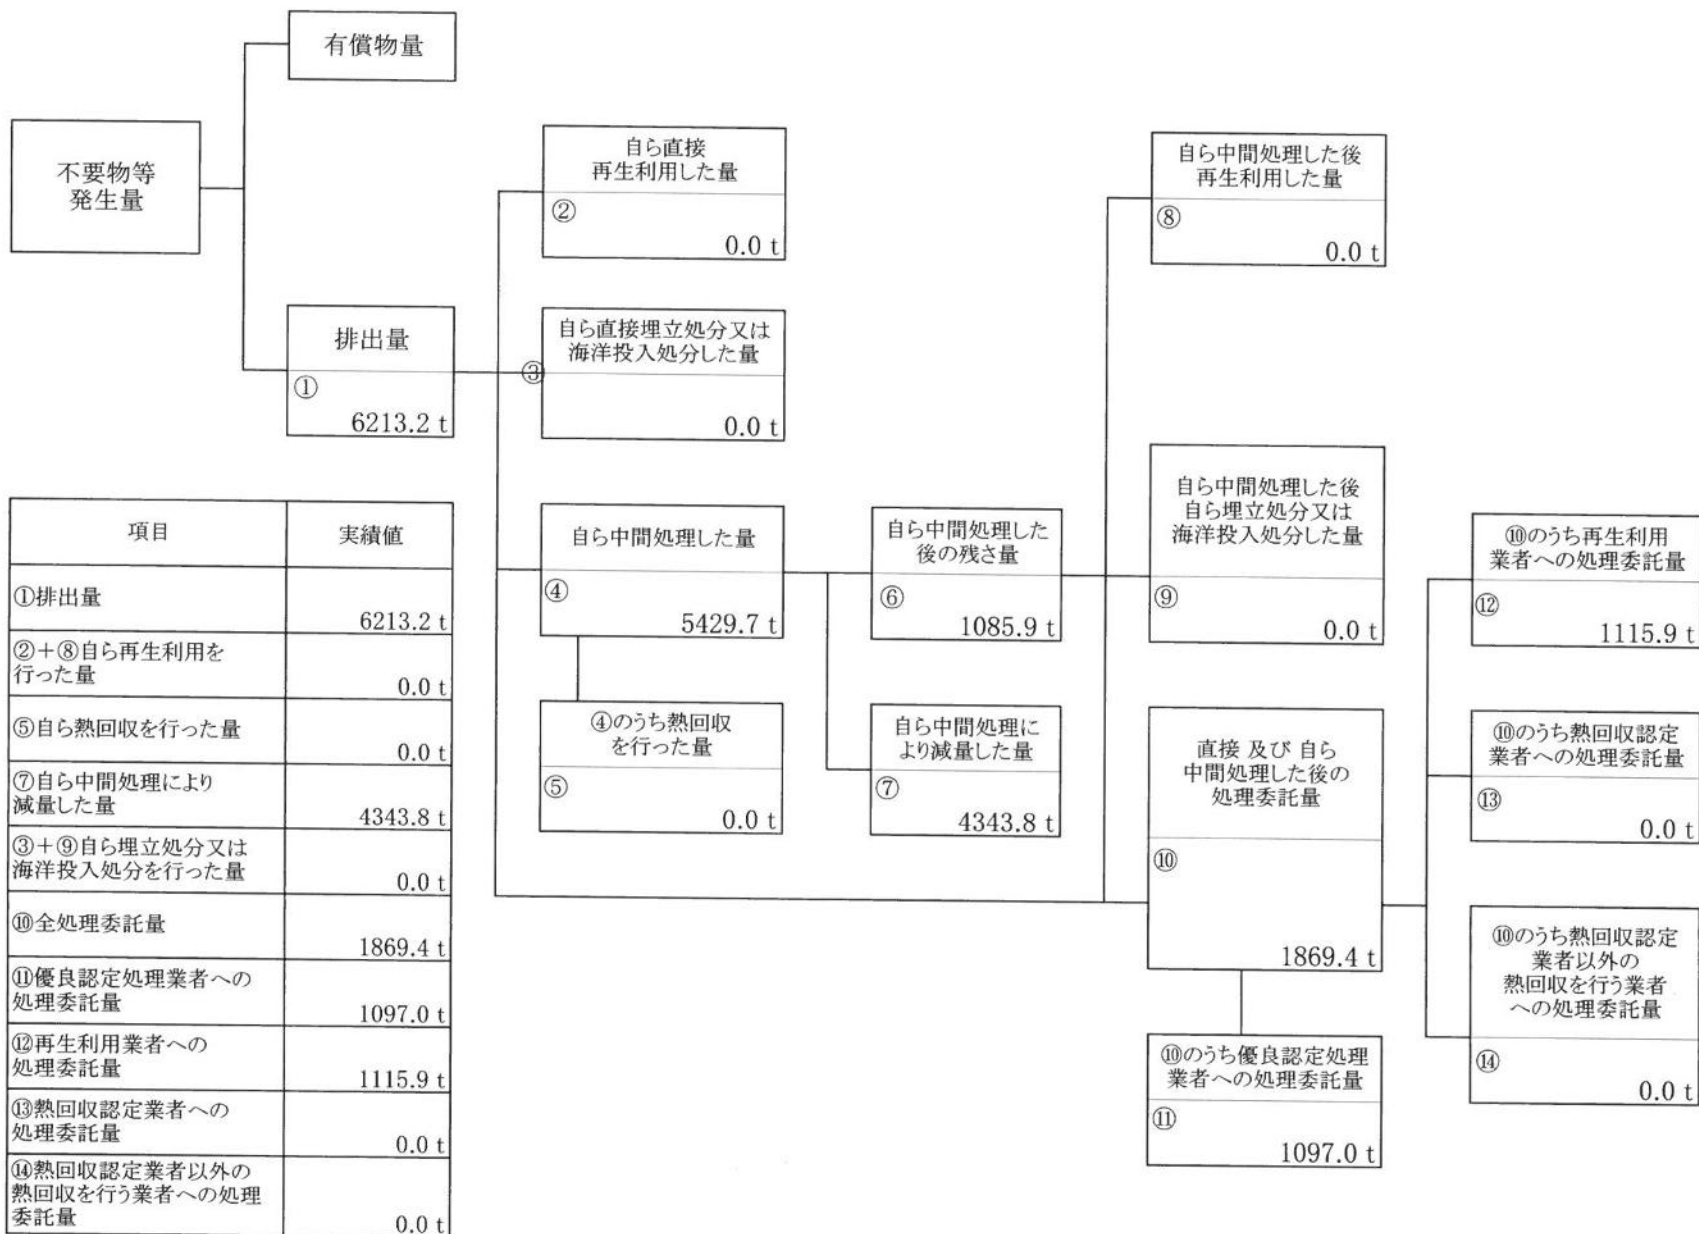 有償物量
不要物等
発生量
排出量
①
6213.2 t
自ら直接
再生利用した量
②
0.0 t
自ら直接埋立処分又は
海洋投入処分した量
③
0.0 t
自ら中間処理した量
④
5429.7 t
④のうち熱回収
を行った量
⑤
0.0 t
自ら中間処理した
後の残さ量
⑥
1085.9 t
自ら中間処理に
より減量した量
⑦
4343.8 t
自ら中間処理した後
再生利用した量
⑧
0.0 t
自ら中間処理した後
自ら埋立処分又は
海洋投入処分した量
⑨
0.0 t
直接 及び 自ら
中間処理した後の
処理委託量
⑩
1869.4 t
⑩のうち優良認定処理
業者への処理委託量
⑪
1097.0 t
⑩のうち再生利用
業者への処理委託量
⑫
1115.9 t
⑩のうち熱回収認定
業者への処理委託量
⑬
0.0 t
⑩のうち熱回収認定
業者以外の
熱回収を行う業者
への処理委託量
⑭
0.0 t
項目 実績値
①排出量
6213.2 t
②+⑧自ら再生利用を
行った量
0.0 t
⑤自ら熱回収を行った量
0.0 t
⑦自ら中間処理により
減量した量
4343.8 t
③+⑨自ら埋立処分又は
海洋投入処分を行った量
0.0 t
⑩全処理委託量
1869.4 t
⑪優良認定処理業者への
処理委託量
1097.0 t
⑫再生利用業者への
処理委託量
1115.9 t
⑬熱回収認定業者への
処理委託量
0.0 t
⑭熱回収認定業者以外の
熱回収を行う業者への処理
委託量
0.0 t